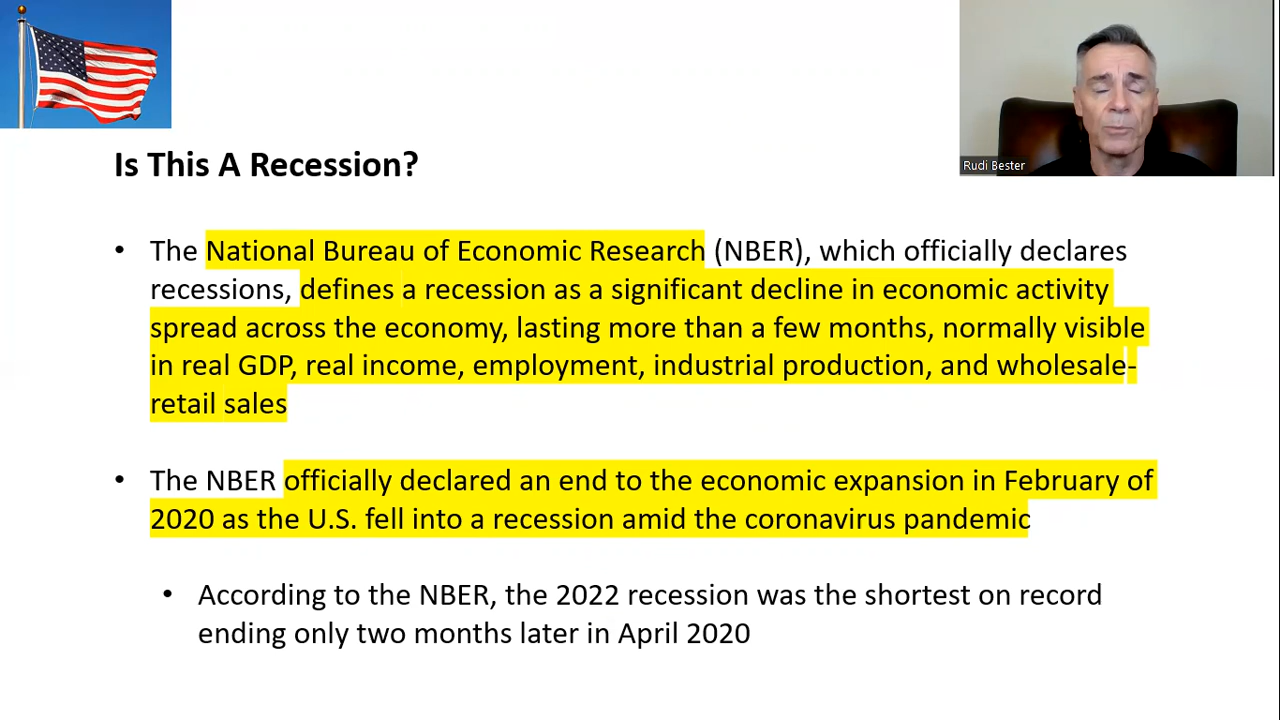 Rudi Bester
Is This A Recession?
• The National Bureau of Economic Research (NBER), which officially declares
recessions, defines a recession as a significant decline in economic activity
spread across the economy, lasting more than a few months, normally visible
in real GDP, real income, employment, industrial production, and wholesale-
retail sales
• The NBER officially declared an end to the economic expansion in February of
2020 as the U.S. fell into a recession amid the coronavirus pandemic
• According to the NBER, the 2022 recession was the shortest on record
ending only two months later in April 2020